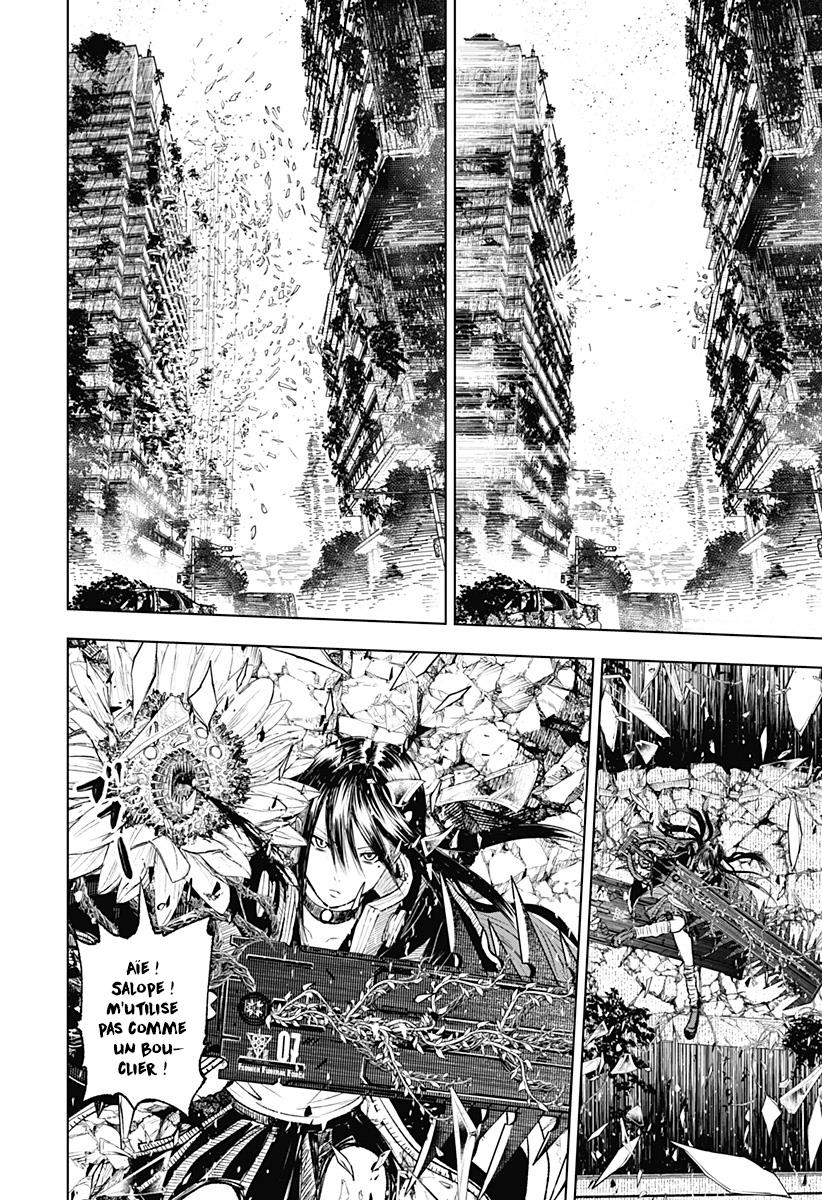 AÏE !
SALOPE !
M'UTILISE
PAS COMME
UN BOU-
CLIER !
07